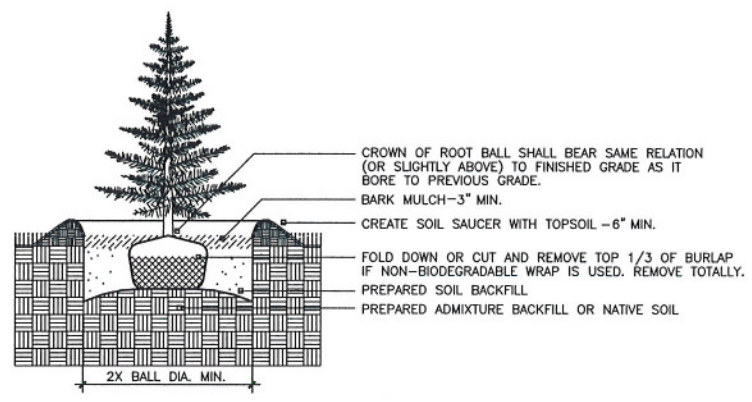 CROWN OF ROOT BALL SHALL BEAR SAME RELATION
(OR SLIGHTLY ABOVE) TO FINISHED GRADE AS IT
BORE TO PREVIOUS GRADE.
BARK MULCH-3" MIN.
CREATE SOIL SAUCER WITH TOPSOIL -6" MIN.
FOLD DOWN OR CUT AND REMOVE TOP 1/3 OF BURLAP
IF NON-BIODEGRADABLE WRAP IS USED. REMOVE TOTALLY.
PREPARED SOIL BACKFILL
PREPARED ADMIXTURE BACKFILL OR NATIVE SOIL
2X BALL DIA. MIN.